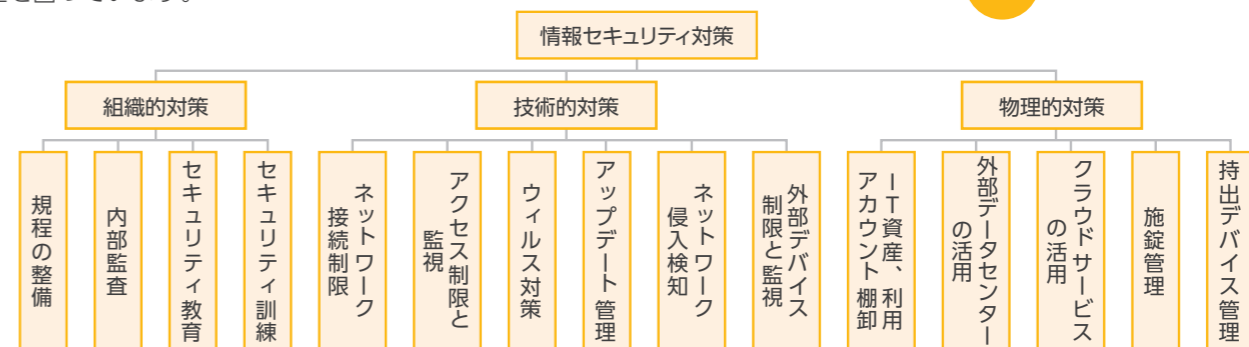 を図っています。
情報セキュリティ対策
組織的対策
技術的対策
物理的対策
規程の整備
内部監査
セキュリティ教育
セキュリティ訓練
ネットワーク
接続制限
アクセス制限と
監視
ウィルス対策
アップデート管理
ネットワーク
侵入検知
外部デバイス
制限と監視
IT資産、利用
アカウント棚卸
外部データセンター
の活用
クラウドサービス
の活用
施錠管理
持出デバイス管理